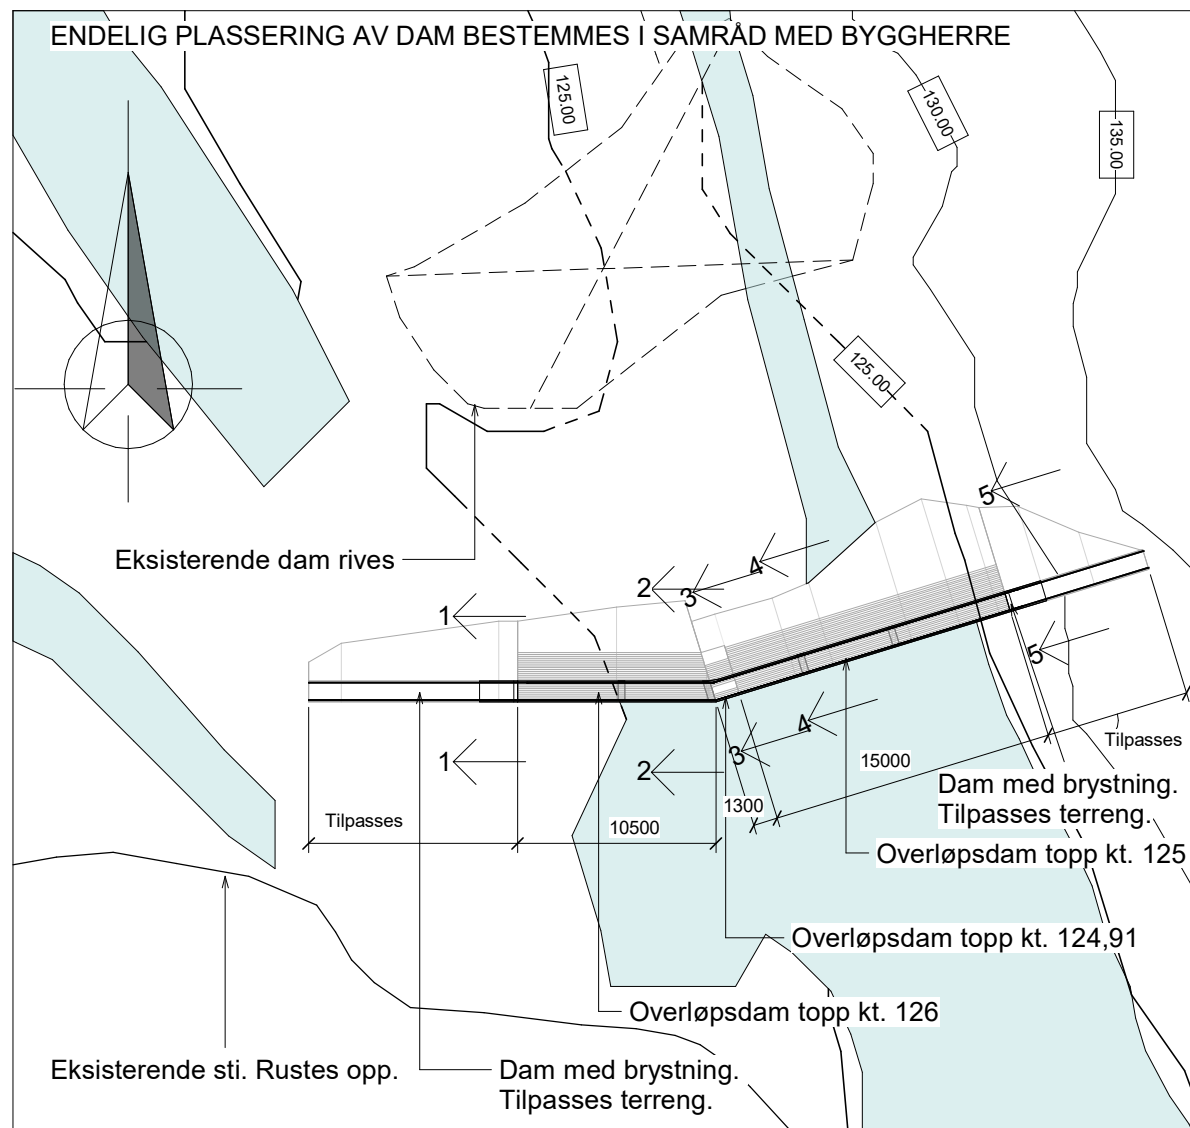 ENDELIG PLASSERING AV DAM BESTEMMES I SAMRÅD MED BYGGHERRE
125.00
130.00
135.00
125.00
5
Eksisterende dam rives
4
2
3
1
5
4
3
1
2
15000
Tilpasses
Dam med brystning.
Tilpasses terreng.
1300
Tilpasses
10500
Overløpsdam topp kt. 125
Overløpsdam topp kt. 124,91
Overløpsdam topp kt. 126
Eksisterende sti. Rustes opp.
Dam med brystning.
Tilpasses terreng.